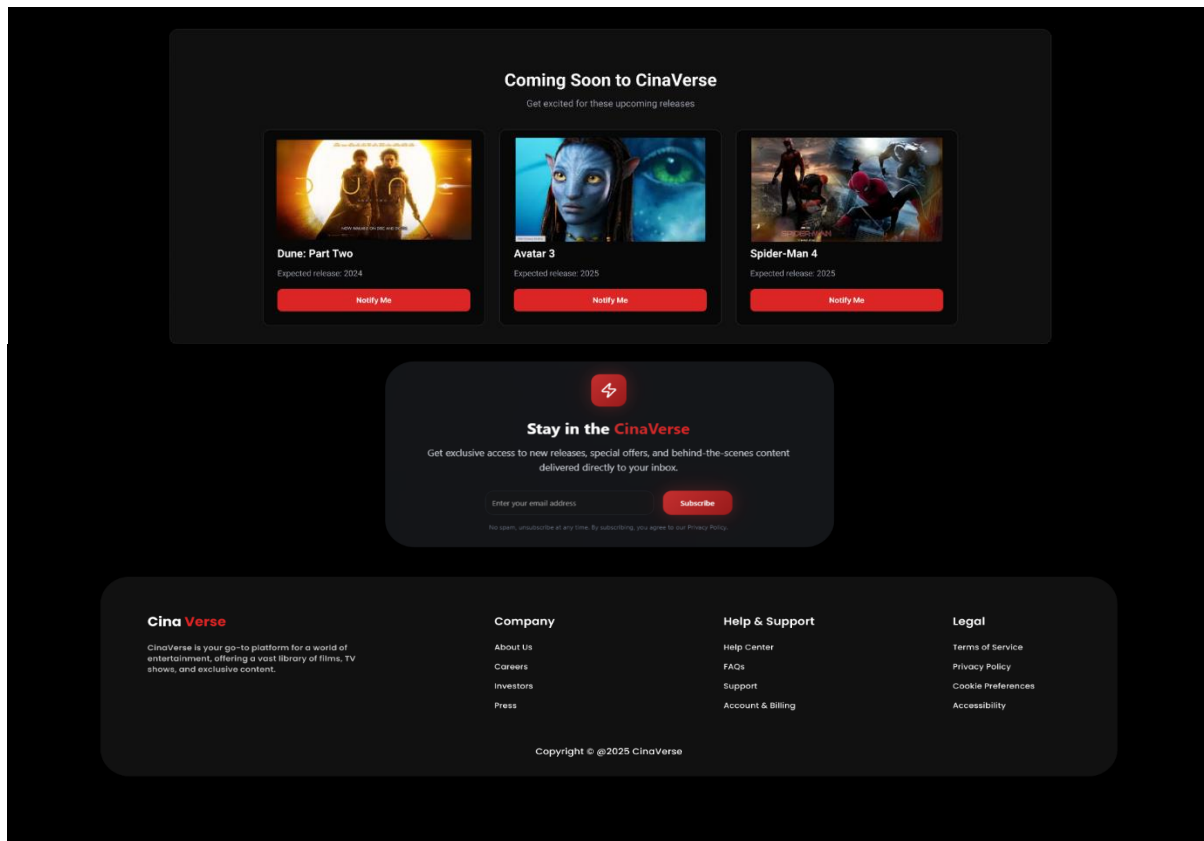 Coming Soon to CinaVerse
Get excited for these upcoming releases
DUNE
SPIDER-MAN
Dune: Part Two
Avatar 3
Spider-Man 4
Expected release: 2024
Expected release: 2025
Expected release: 2025
Notify Me
Notify Me
Notify Me
Stay in the CinaVerse
Get exclusive access to new releases, special offers, and behind-the-scenes content
delivered directly to your inbox.
Enter your email address
Subscribe
No spam, unsubscribe at any time. By subscribing, you agree to our Privacy Policy.
Cina Verse
Company
Help & Support
Legal
CinaVerse is your go-to platform for a world of
entertainment, offering a vast library of films, TV
shows, and exclusive content.
About Us
Help Center
Terms of Service
Careers
FAQs
Privacy Policy
Investors
Support
Cookie Preferences
Press
Account & Billing
Accessibility
Copyright © @2025 CinaVerse